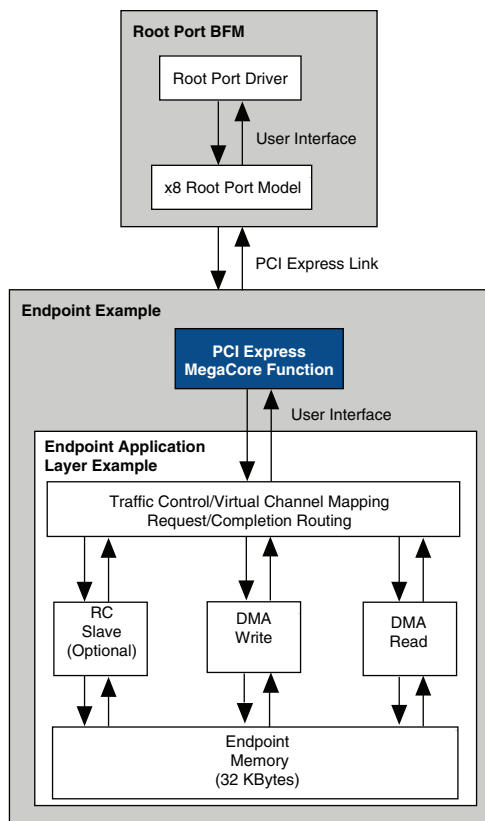 Root Port BFM
Root Port Driver
User Interface
x8 Root Port Model
PCI Express Link
Endpoint Example
PCI Express
MegaCore Function
User Interface
Endpoint Application
Layer Example
Traffic Control/Virtual Channel Mapping
Request/Completion Routing
RC
Slave
(Optional)
DMA
Write
DMA
Read
Endpoint
Memory
(32 KBytes)